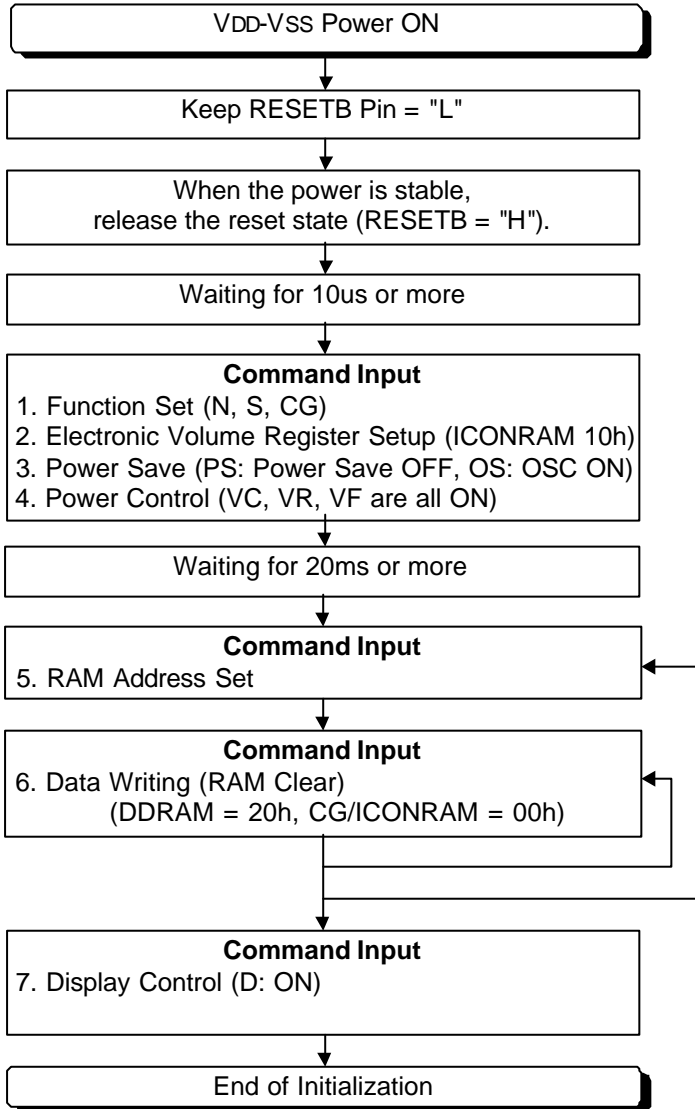 VDD-VSS Power ON
Keep RESETB Pin = "L"
When the power is stable,
release the reset state (RESETB = "H").
Waiting for 10us or more
Command Input
1. Function Set (N, S, CG)
2. Electronic Volume Register Setup (ICONRAM 10h)
3. Power Save (PS: Power Save OFF, OS: OSC ON)
4. Power Control (VC, VR, VF are all ON)
Waiting for 20ms or more
Command Input
5. RAM Address Set
Command Input
6. Data Writing (RAM Clear)
(DDRAM = 20h, CG/ICONRAM = 00h)
Command Input
7. Display Control (D: ON)
End of Initialization